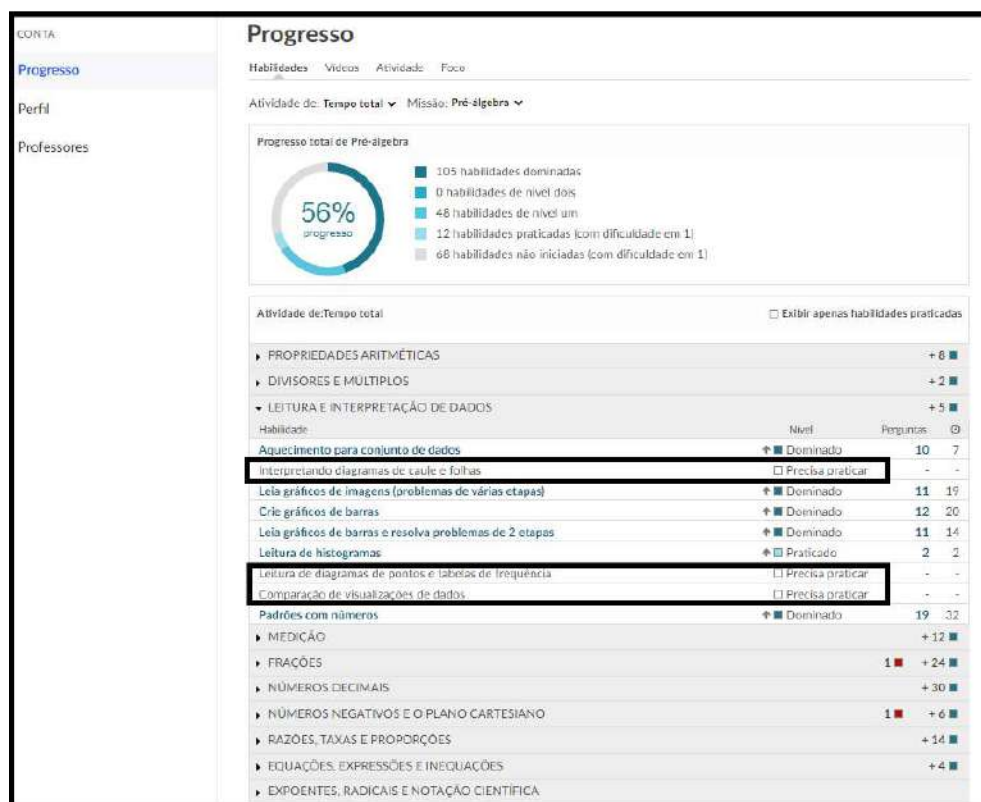 CONTA
Progresso
Perfil
Professores
Progresso
Habilidades Vídeos Atividade Foco
Atividade de: Tempo total Missão: Pré-álgebra
Progresso total de Pré-álgebra
56%
progresso
105 habilidades dominadas
0 habilidades de nível dois
48 habilidades de nível um
12 habilidades praticadas (com dificuldade em 1)
68 habilidades não iniciadas (com dificuldade em 1)
Atividade de:Tempo total Exibir apenas habilidades praticadas
PROPRIEDADES ARITMÉTICAS + 8
DIVISORES E MÚLTIPLOS + 2
LEITURA E INTERPRETAÇÃO DE DADOS + 5
Habilidade Nível Perguntas
Aquecimento para conjunto de dados Dominado 10 7
Interpretando diagramas de caule e folhas Precisa praticar - -
Leia gráficos de imagens (problemas de várias etapas) Dominado 11 19
Crie gráficos de barras Dominado 12 20
Leia gráficos de barras e resolva problemas de 2 etapas Dominado 11 14
Leitura de histogramas Praticado 2 2
Leitura de diagramas de pontos e tabelas de frequência Precisa praticar - -
Comparação de visualizações de dados Precisa praticar - -
Padrões com números Dominado 19 32
MEDIÇÃO + 12
FRAÇÕES 1 + 24
NÚMEROS DECIMAIS + 30
NÚMEROS NEGATIVOS E O PLANO CARTESIANO 1 + 6
RAZÕES, TAXAS E PROPORÇÕES + 14
EQUAÇÕES, EXPRESSÕES E INEQUAÇÕES + 4
EXPOENTES, RADICAIS E NOTAÇÃO CIENTÍFICA